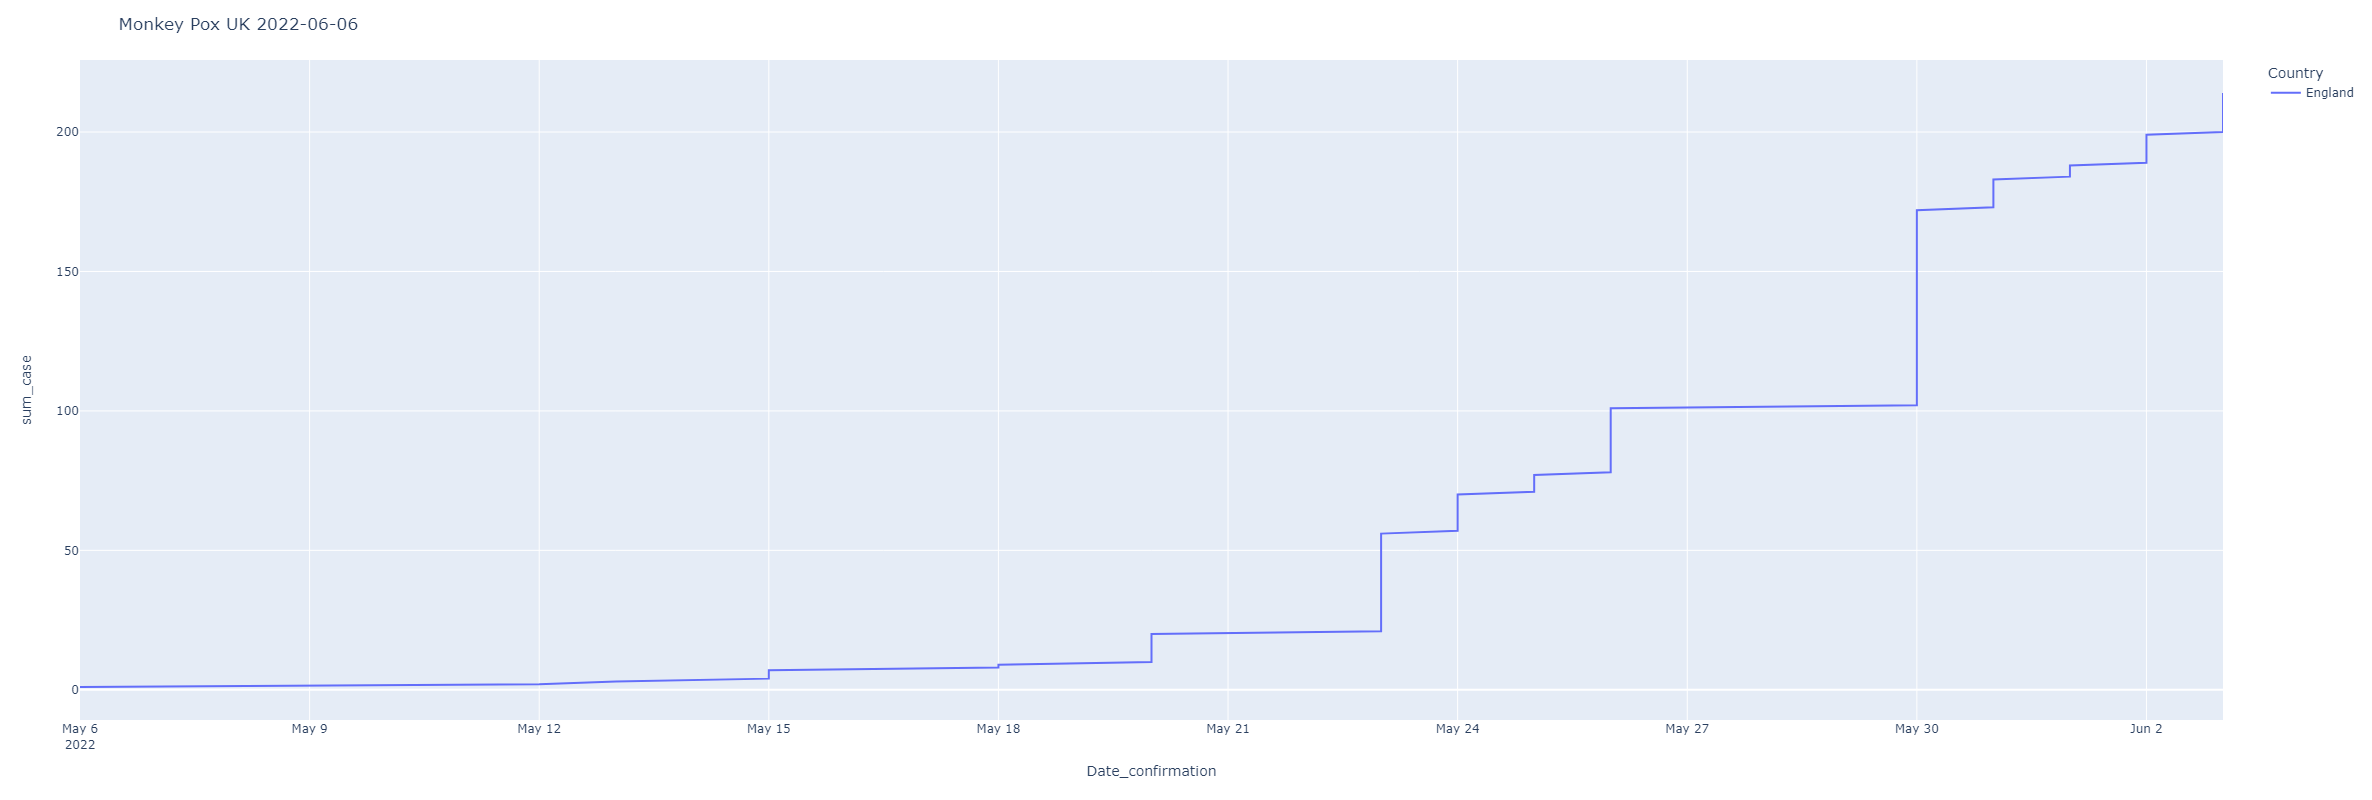 Monkey Pox UK 2022-06-06
Country
England
200
150
100
50
0
sum_case
May 6 May 9 May 12 May 15 May 18 May 21 May 24 May 27 May 30 Jun 2
2022
Date_confirmation